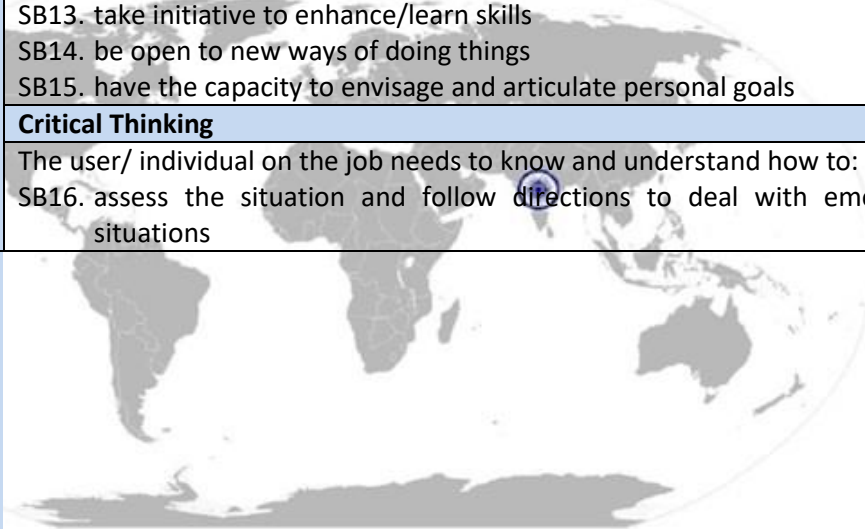 SB13. take initiative to enhance/learn skills
SB14. be open to new ways of doing things
SB15. have the capacity to envisage and articulate personal goals
Critical Thinking
The user/ individual on the job needs to know and understand how to:
SB16. assess the situation and follow directions to deal with
situations